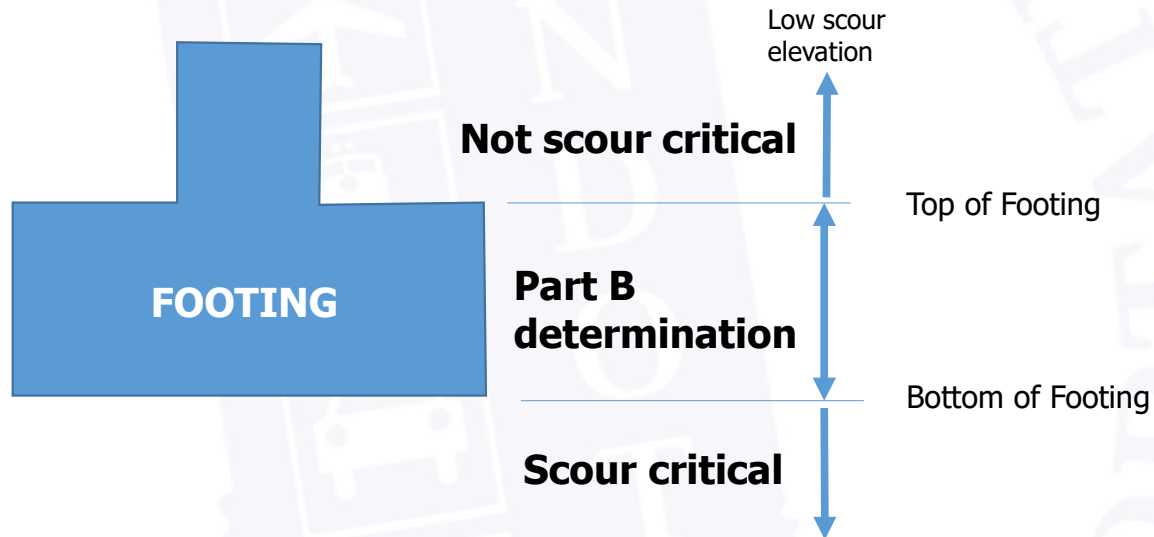 Low scour
elevation
Not scour critical
Top of Footing
FOOTING
Part B
determination
Bottom of Footing
Scour critical